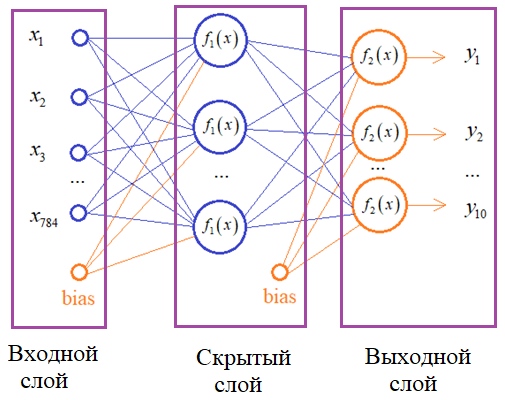 x₁ f₁(x) f₂(x) y₁
x₂ f₁(x) f₂(x) y₂
x₃
... ... ... ...
x₇₈₄ f₁(x) f₂(x) y₁₀
bias bias
Входной слой
Скрытый слой
Выходной слой